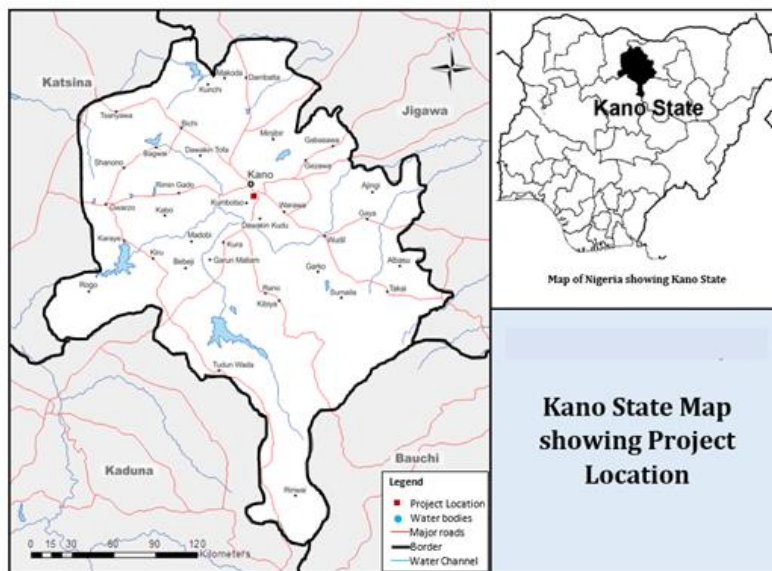 Katsina
N
Makoda
Dambatta
Kunchi
Jigawa
Tsanyawa
Bichi
Minjibir
Gabasawa
Bagwai
Dawakin Tofa
Gezawa
Shanono
Kano
Ajingi
Rimin Gado
Gwarzo
Kabo
Kumbotso
Warawa
Gaya
Dawakin Kudu
Karaye
Madobi
Kura
Wudil
Kiru
Bebeji
Garun Mallam
Garko
Albasu
Rogo
Rano
Kibiya
Sumaila
Takai
Tudun Wada
Kaduna
Bauchi
Ririwai
0 15 30 60 90 120
Kilometers
Legend
Project Location
Water bodies
Major roads
Border
Water Channel
Kano State
Map of Nigeria showing Kano State
Kano State Map
showing Project
Location